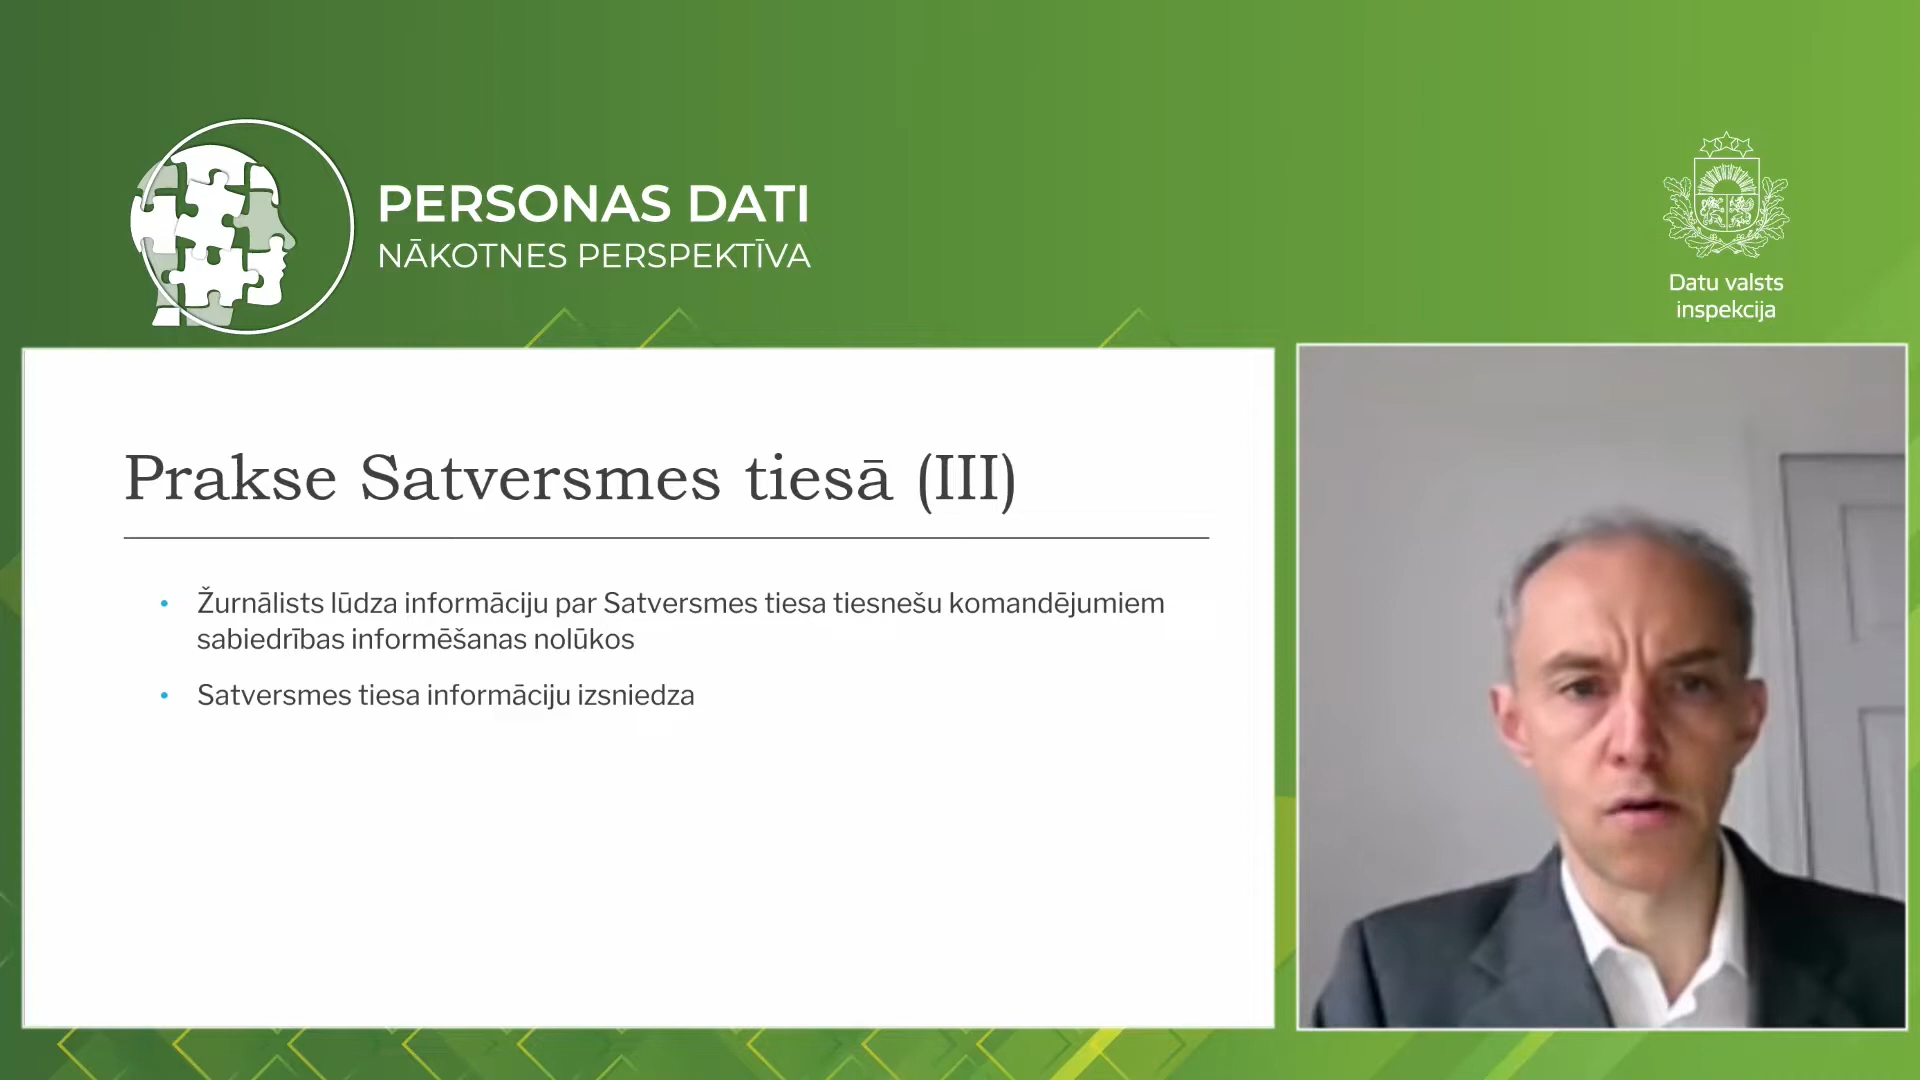 PERSONAS DATI
NĀKOTNES PERSPEKTĪVA
Datu valsts
inspekcija
Prakse Satversmes tiesā (III)
• Žurnālists lūdza informāciju par Satversmes tiesa tiesnešu komandējumiem
sabiedrības informēšanas nolūkos
• Satversmes tiesa informāciju izsniedza